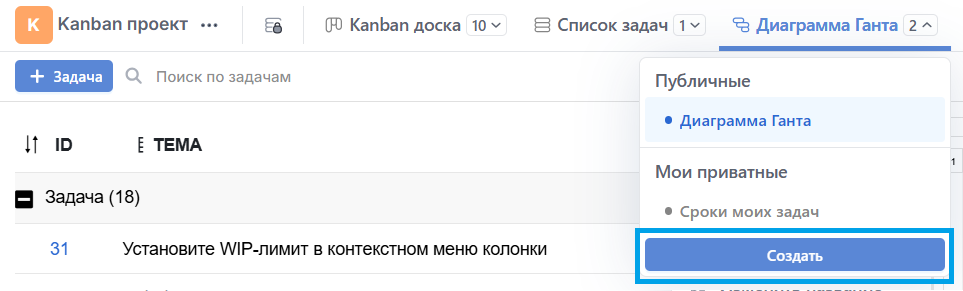 K Kanban проект ••• Kanban доска 10 Список задач 1 Диаграмма Ганта 2
+ Задача Поиск по задачам
Публичные
Диаграмма Ганта
ID ТЕМА
1
Мои приватные
Задача (18)
Сроки моих задач
31 Установите WIP-лимит в контекстном меню колонки
Создать